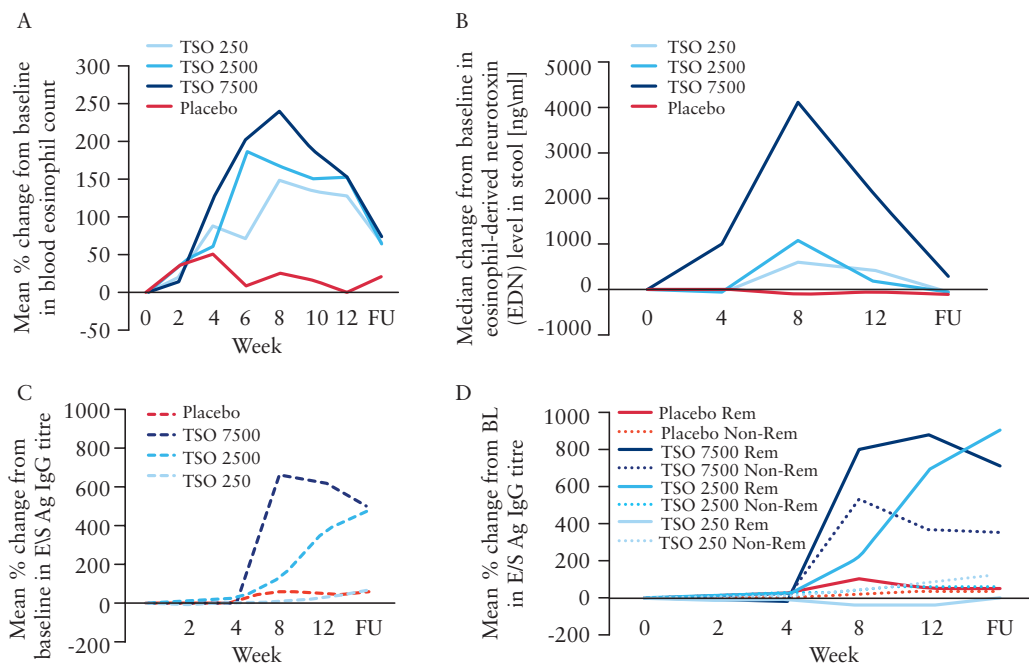 A
TSO 250
TSO 2500
TSO 7500
Placebo
Mean % change from baseline
in blood eosinophil count
300
250
200
150
100
50
0
-50
0 2 4 6 8 10 12 FU
Week
B
TSO 250
TSO 2500
TSO 7500
Placebo
Median change from baseline in
eosinophil-derived neurotoxin
(EDN) level in stool [ng\ml]
5000
4000
3000
2000
1000
0
-1000
0 4 8 12 FU
C
Placebo
TSO 7500
TSO 2500
TSO 250
Mean % change from
baseline in E\S Ag IgG titre
1000
800
600
400
200
0
-200
2 4 8 12 FU
D
Placebo Rem
Placebo Non-Rem
TSO 7500 Rem
TSO 7500 Non-Rem
TSO 2500 Rem
TSO 2500 Non-Rem
TSO 250 Rem
TSO 250 Non-Rem
Mean % change from BL
in E/S Ag IgG titre
1000
800
600
400
200
0
-200
0 2 4 8 12 FU
Week